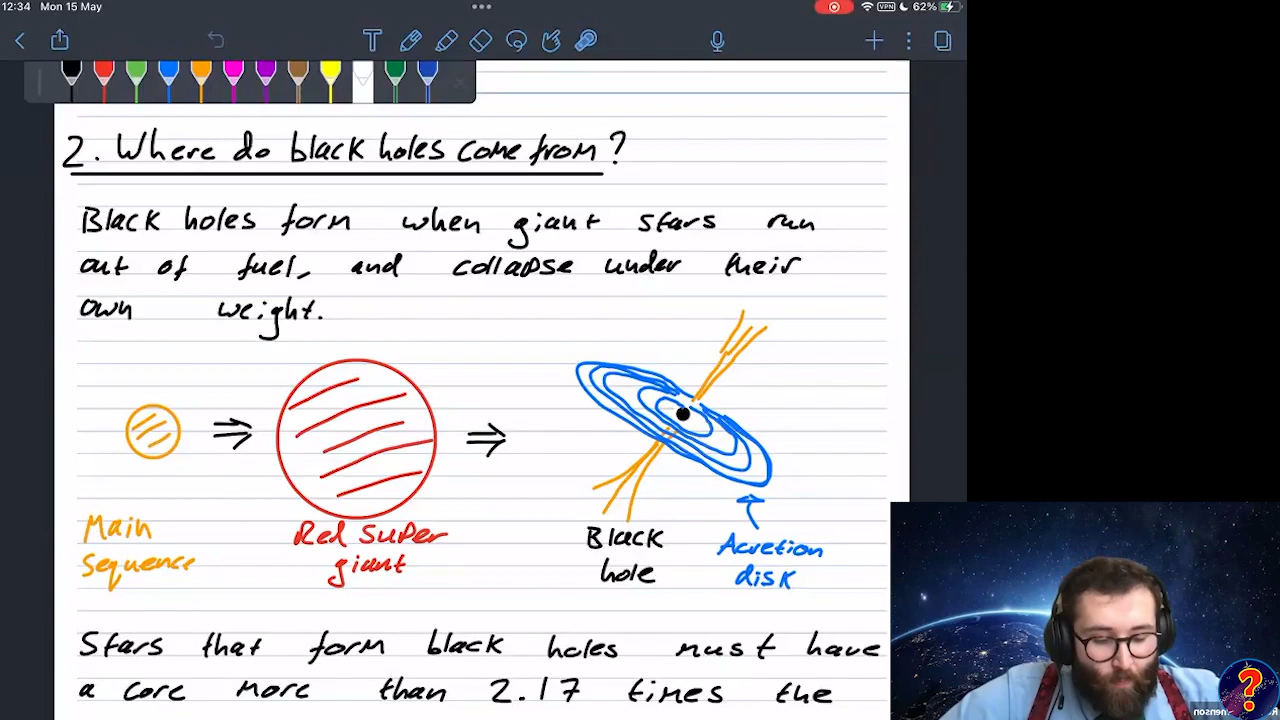 12:34 Mon 15 May
VPN 62%
2. Where do black holes come from?
Black holes form when giant stars run
out of fuel, and collapse under their
own weight.
Main
sequence
Red super
giant
Black
hole
Accretion
disk
Stars that form black holes must have
a core more than 2.17 times the